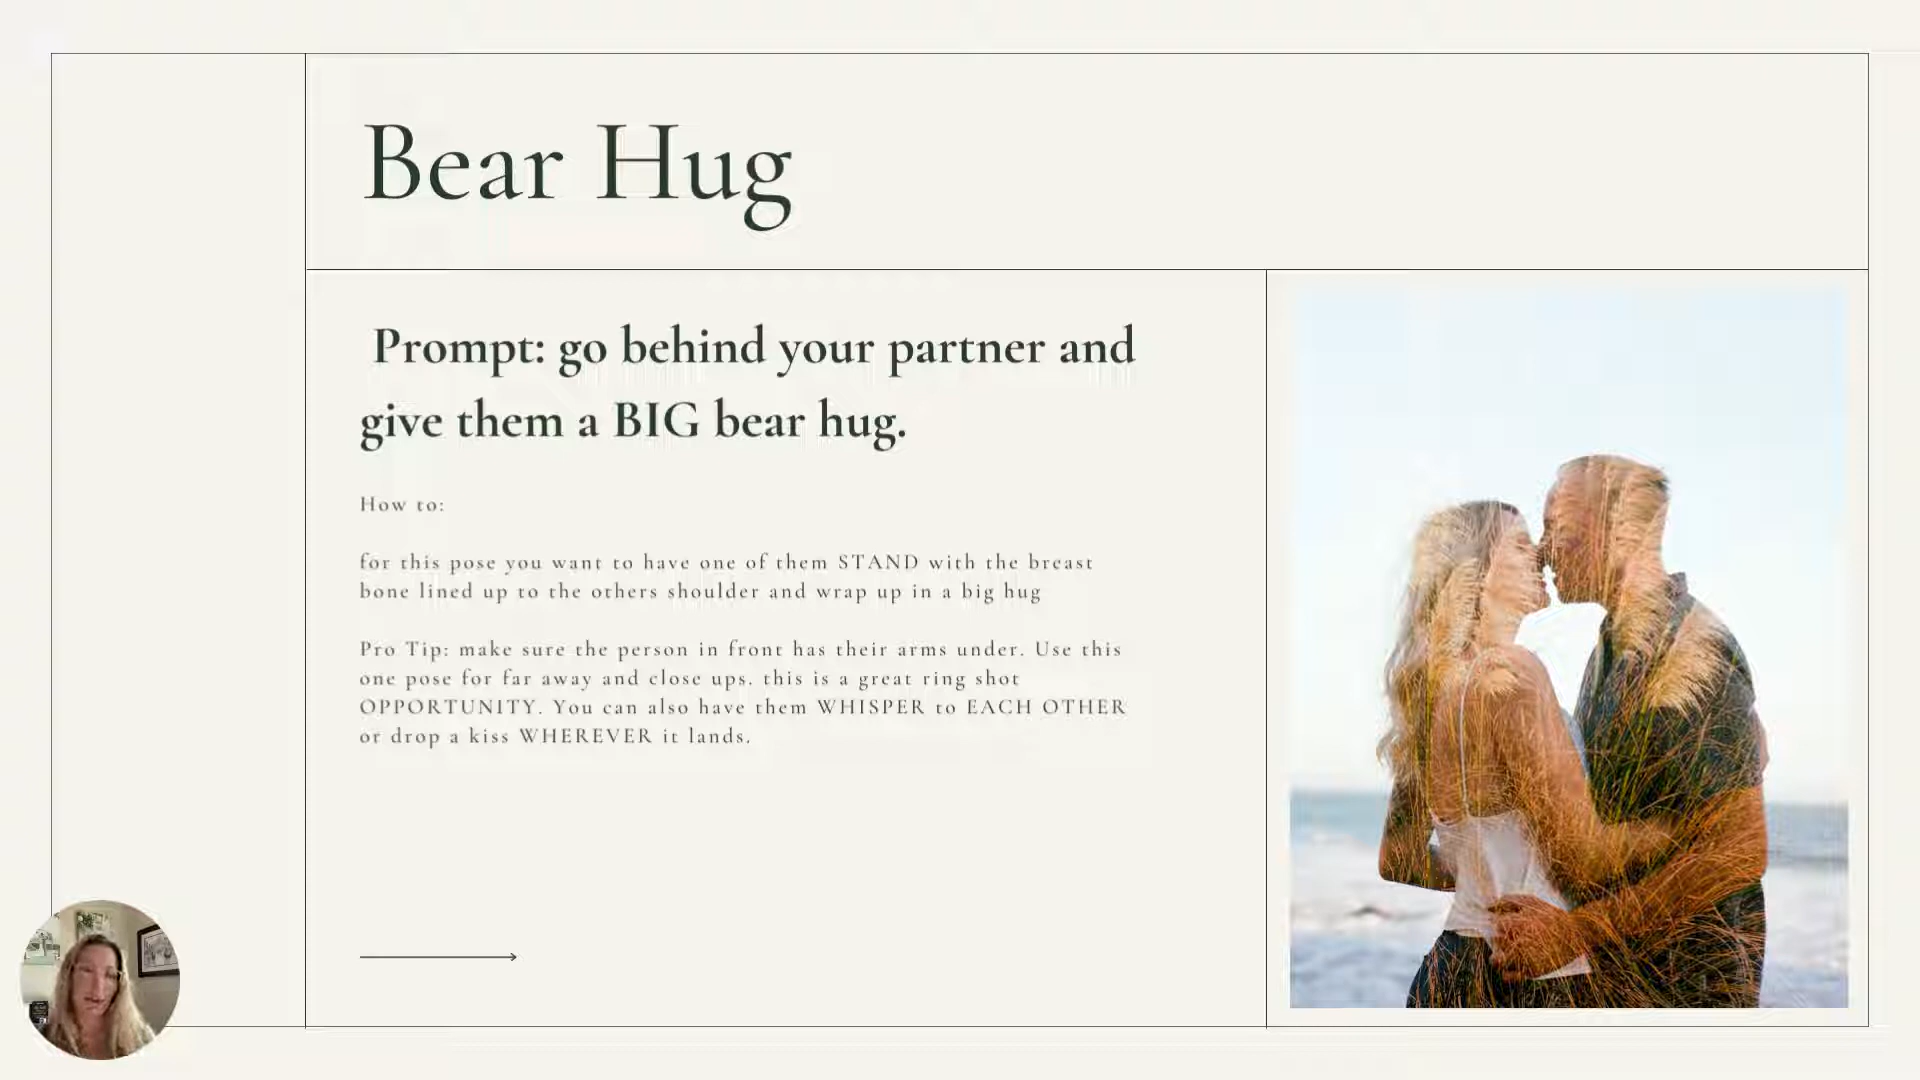 Bear Hug
Prompt: go behind your partner and
give them a BIG bear hug.
How to:
for this pose you want to have one of them STAND with the breast
bone lined up to the others shoulder and wrap up in a big hug
Pro Tip: make sure the person in front has their arms under. Use this
one pose for far away and close ups. this is a great ring shot
OPPORTUNITY. You can also have them WHISPER to EACH OTHER
or drop a kiss WHEREVER it lands.